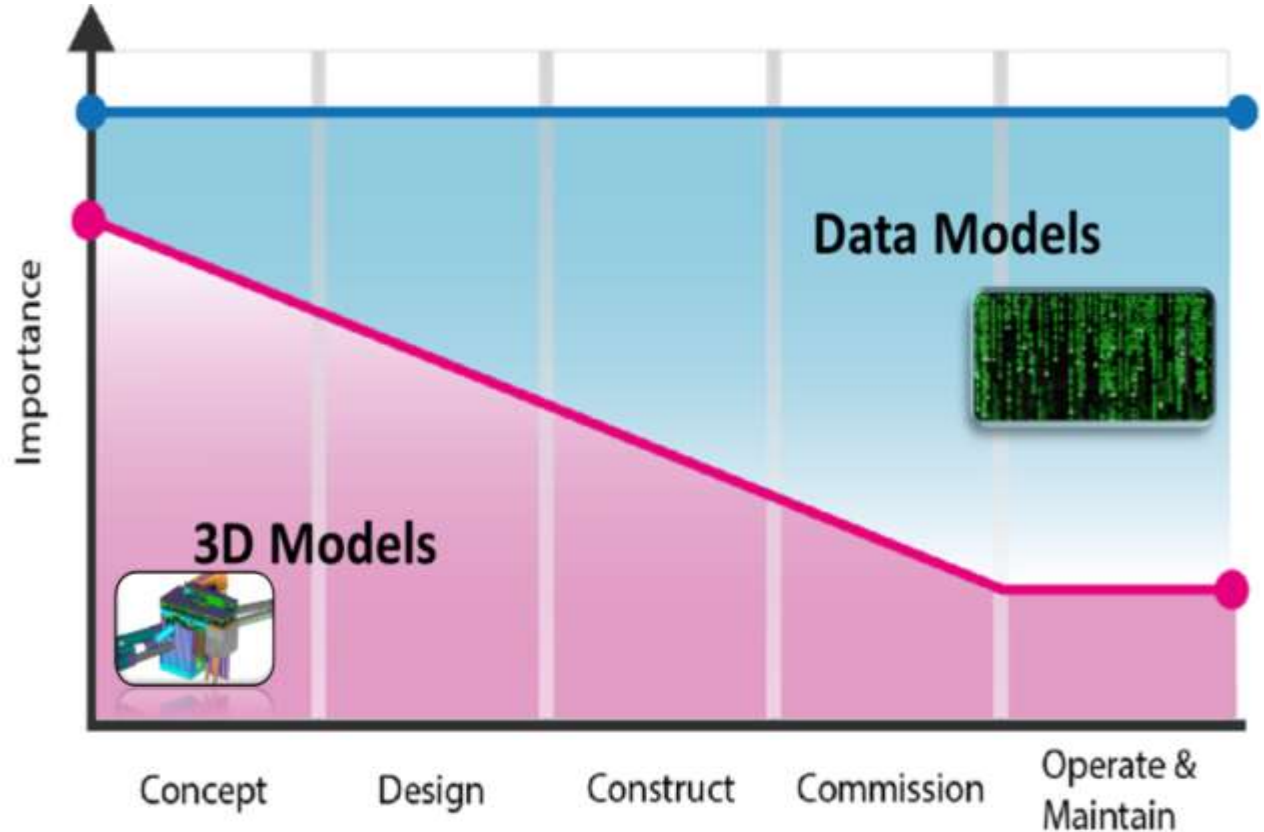 Importance
Data Models
3D Models
Concept
Design
Construct
Commission
Operate &
Maintain